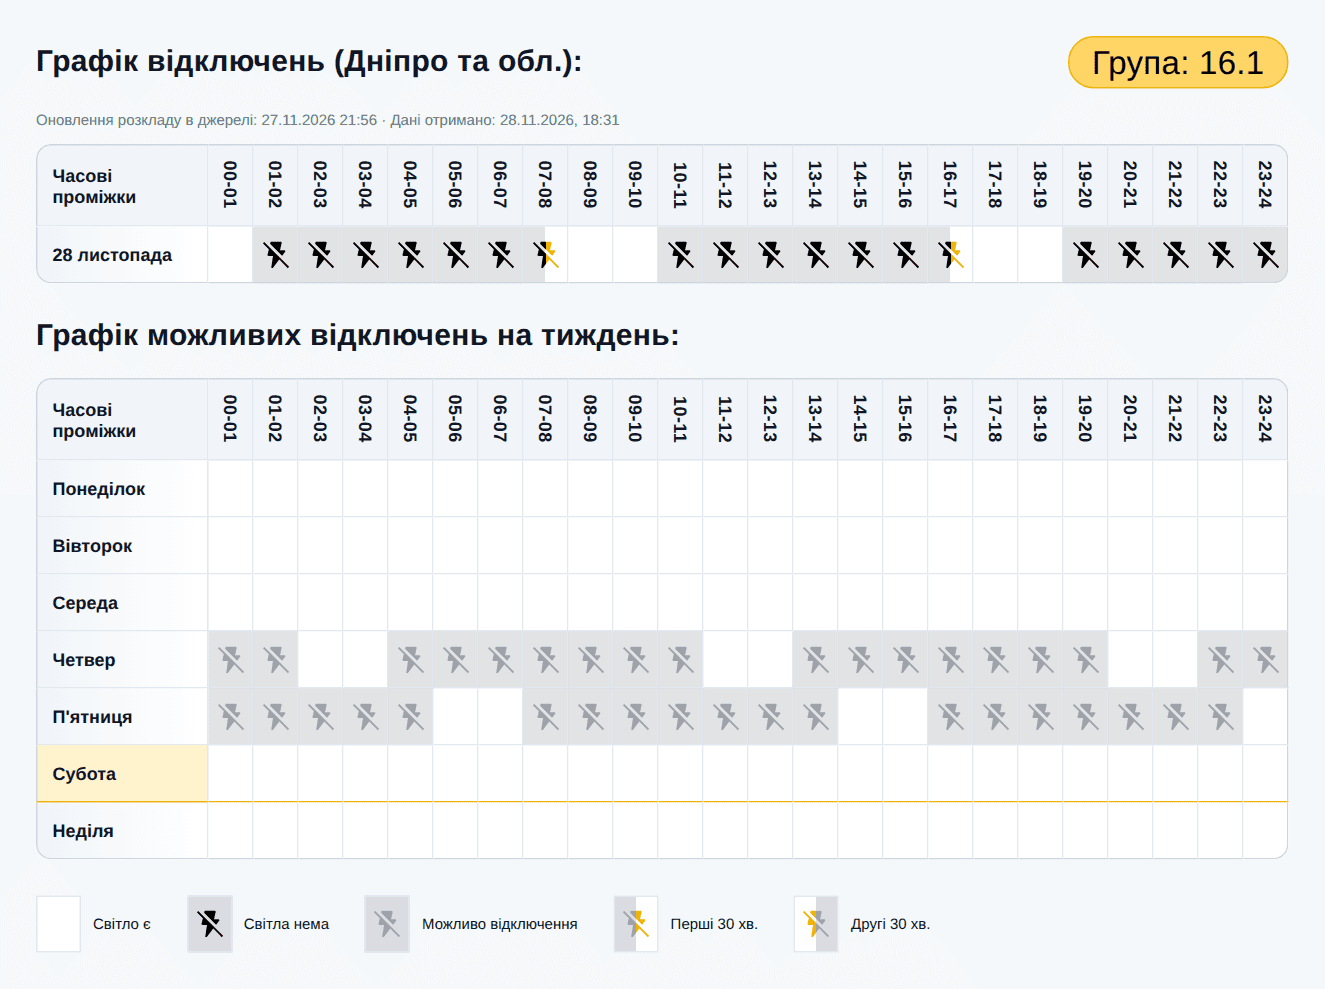 Графік відключень (Дніпро та обл.):
Група: 16.1
Оновлення розкладу в джерелі: 27.11.2026 21:56 · Дані отримано: 28.11.2026, 18:31
Часові
проміжки
00-01 01-02 02-03 03-04 04-05 05-06 06-07 07-08 08-09 09-10 10-11 11-12 12-13 13-14 14-15 15-16 16-17 17-18 18-19 19-20 20-21 21-22 22-23 23-24
28 листопада
Графік можливих відключень на тиждень:
Часові
проміжки
00-01 01-02 02-03 03-04 04-05 05-06 06-07 07-08 08-09 09-10 10-11 11-12 12-13 13-14 14-15 15-16 16-17 17-18 18-19 19-20 20-21 21-22 22-23 23-24
Понеділок
Вівторок
Середа
Четвер
П'ятниця
Субота
Неділя
Світло є
Світла нема
Можливо відключення
Перші 30 хв.
Другі 30 хв.